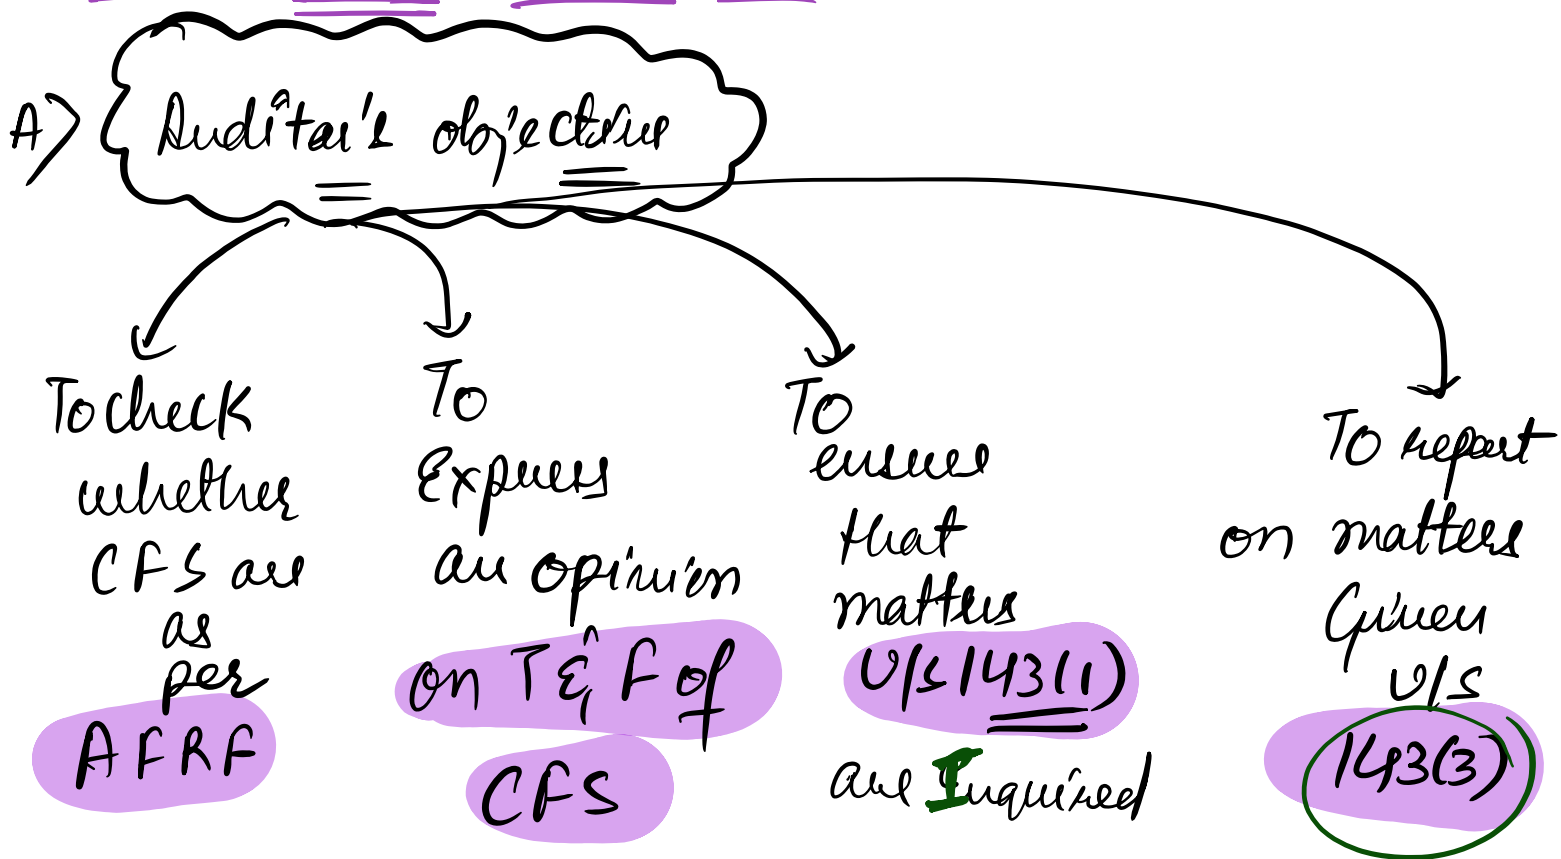 A> Auditor's objective
To check
whether
CFS are
as
per
AFRF
To
Express
an opinion
on T & F of
CFS
To
ensure
that
matters
U/s 143(1)
are Inquired
To report
on matters
Given
U/s
143(3)